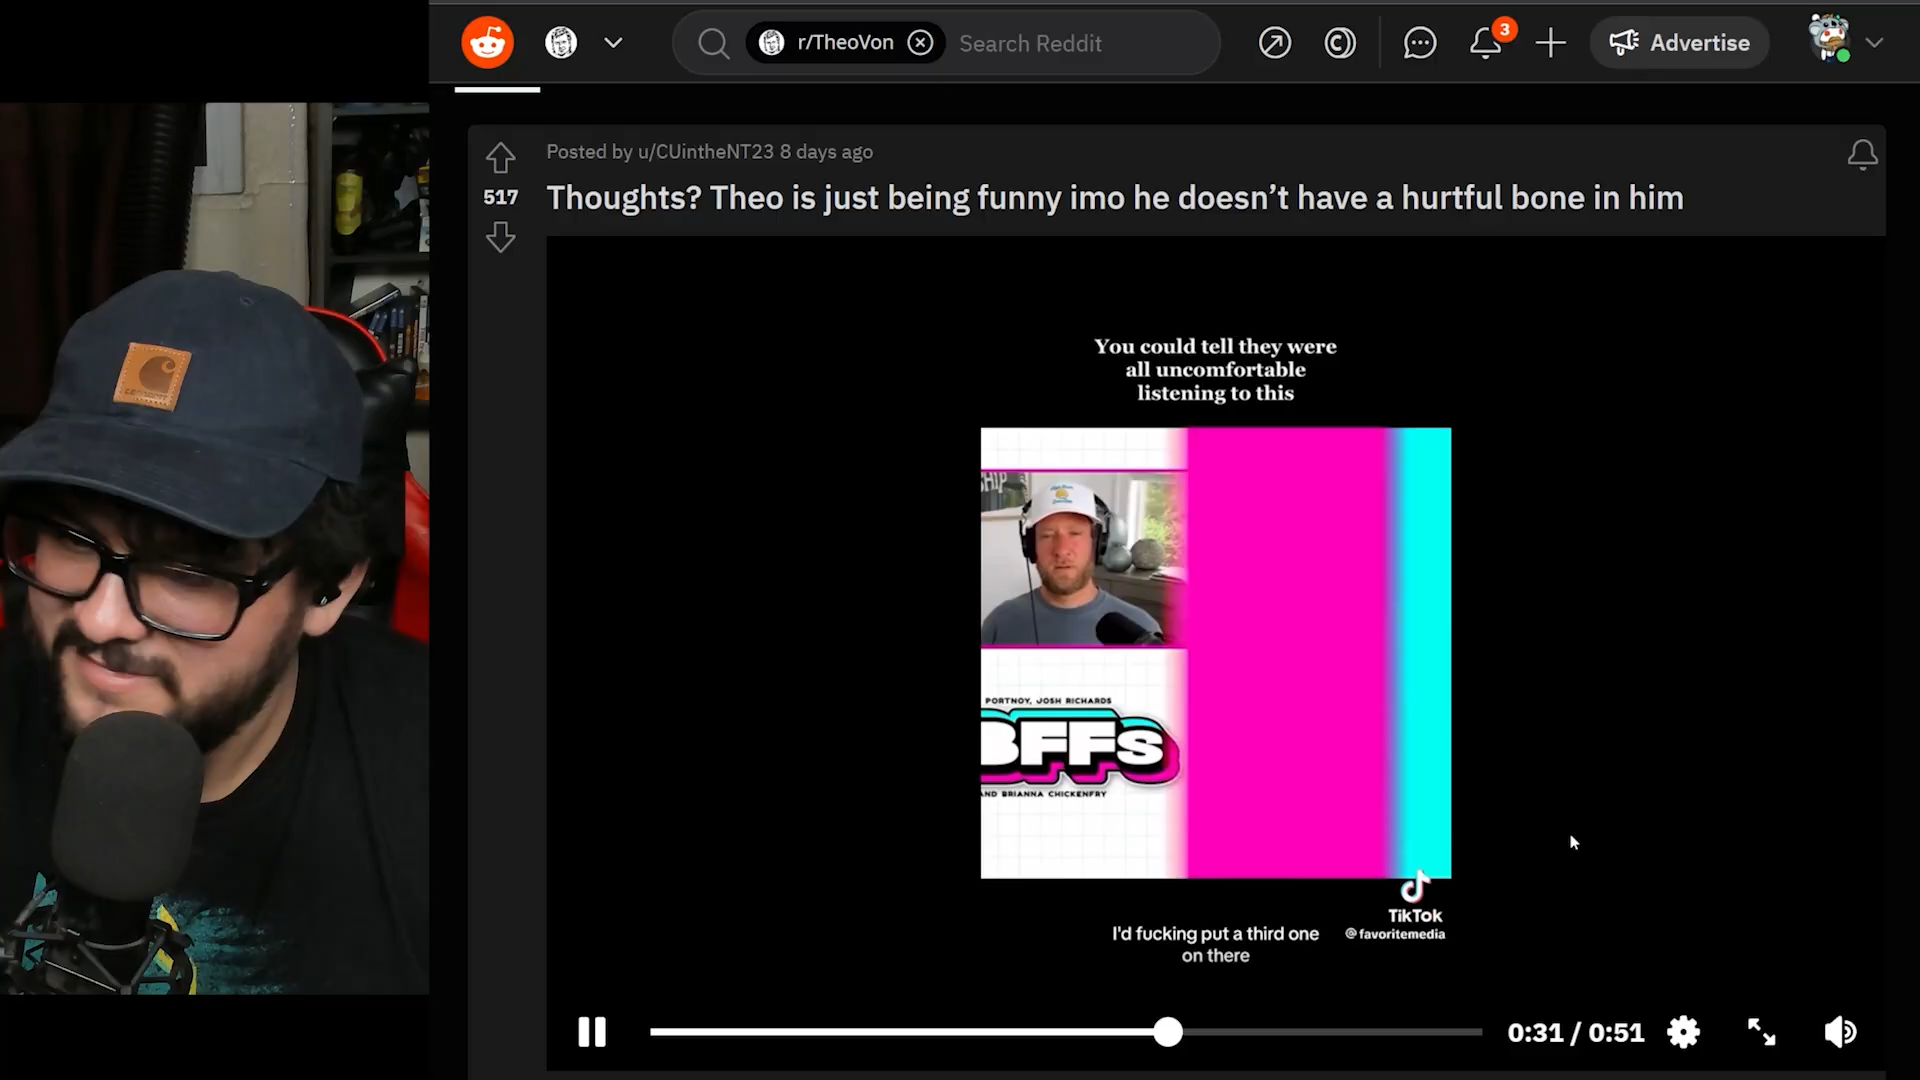 r/TheoVon
Search Reddit
3
Advertise
Posted by u/CUintheNT23 8 days ago
517
Thoughts? Theo is just being funny imo he doesn’t have a hurtful bone in him
You could tell they were
all uncomfortable
listening to this
PORTNOY, JOSH RICHARDS
BFFs
AND BRIANNA CHICKENFRY
TikTok
@favoritemedia
I'd fucking put a third one
on there
0:31 / 0:51